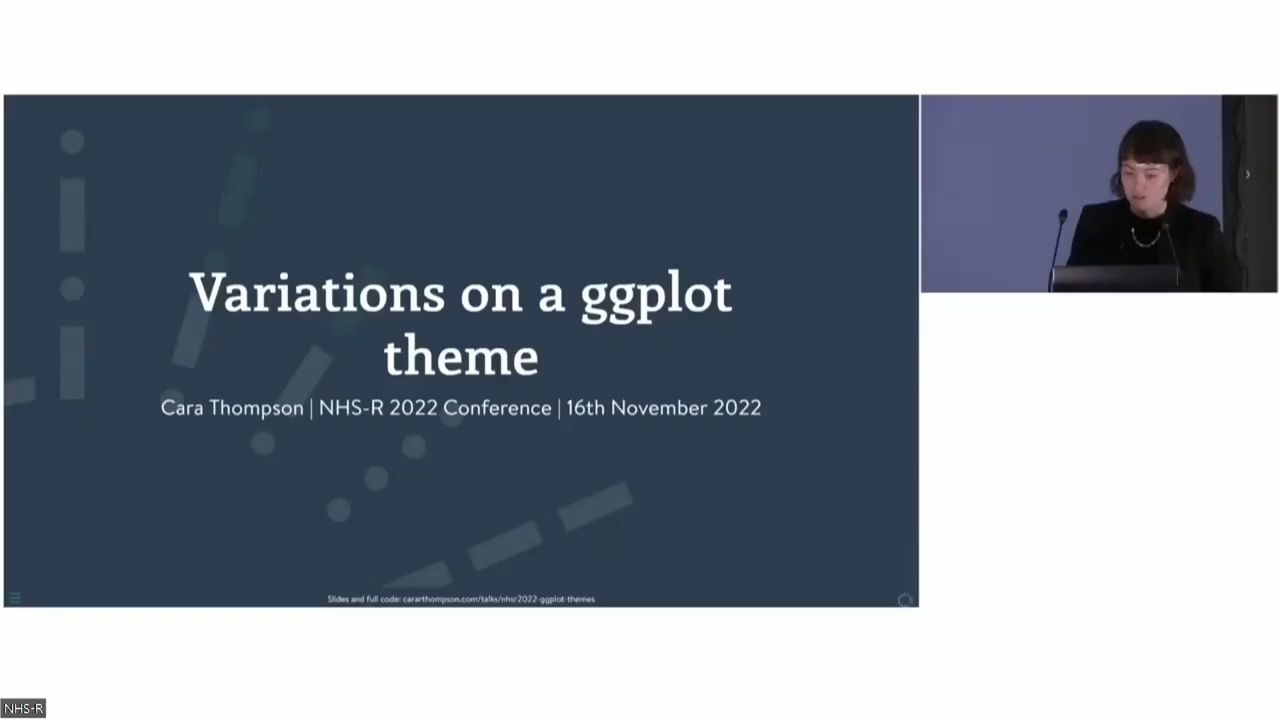 Variations on a ggplot
theme
Cara Thompson | NHS-R 2022 Conference | 16th November 2022
Slides and full code: cararthompson.com/talks/nhsr2022-ggplot-themes
NHS-R